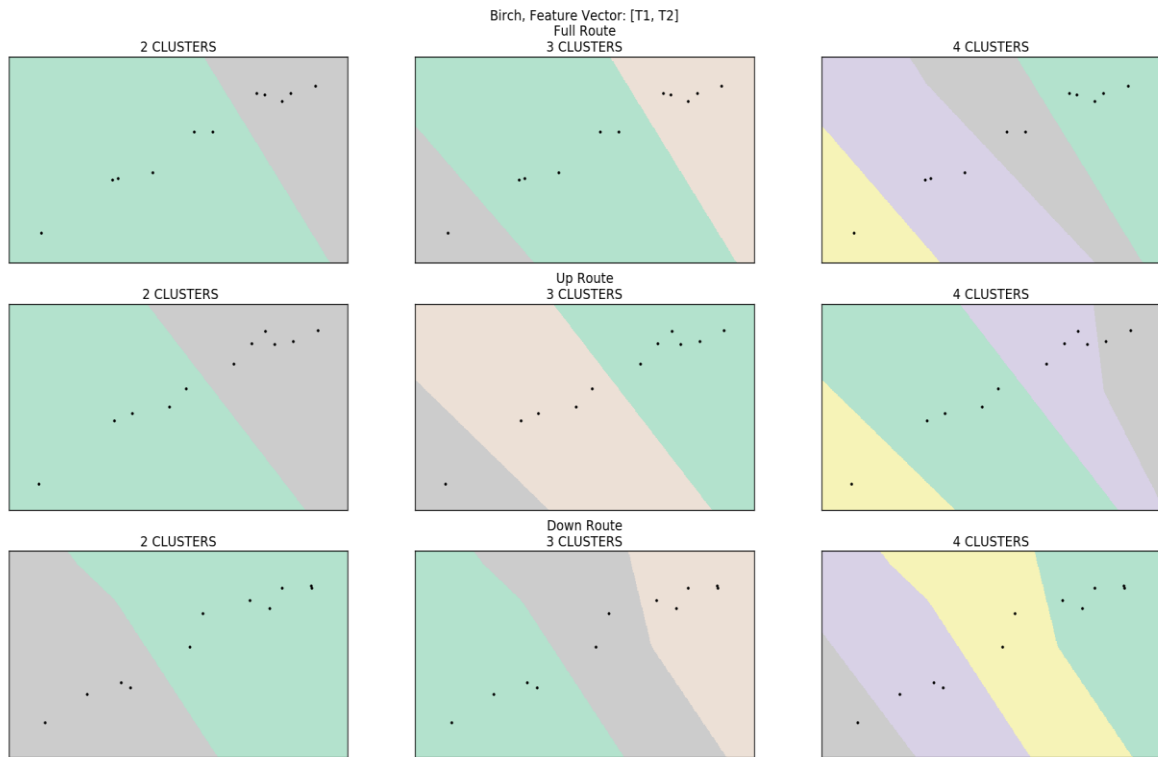 Birch, Feature Vector: [T1, T2]
Full Route
2 CLUSTERS
3 CLUSTERS
4 CLUSTERS
Up Route
2 CLUSTERS
3 CLUSTERS
4 CLUSTERS
Down Route
2 CLUSTERS
3 CLUSTERS
4 CLUSTERS